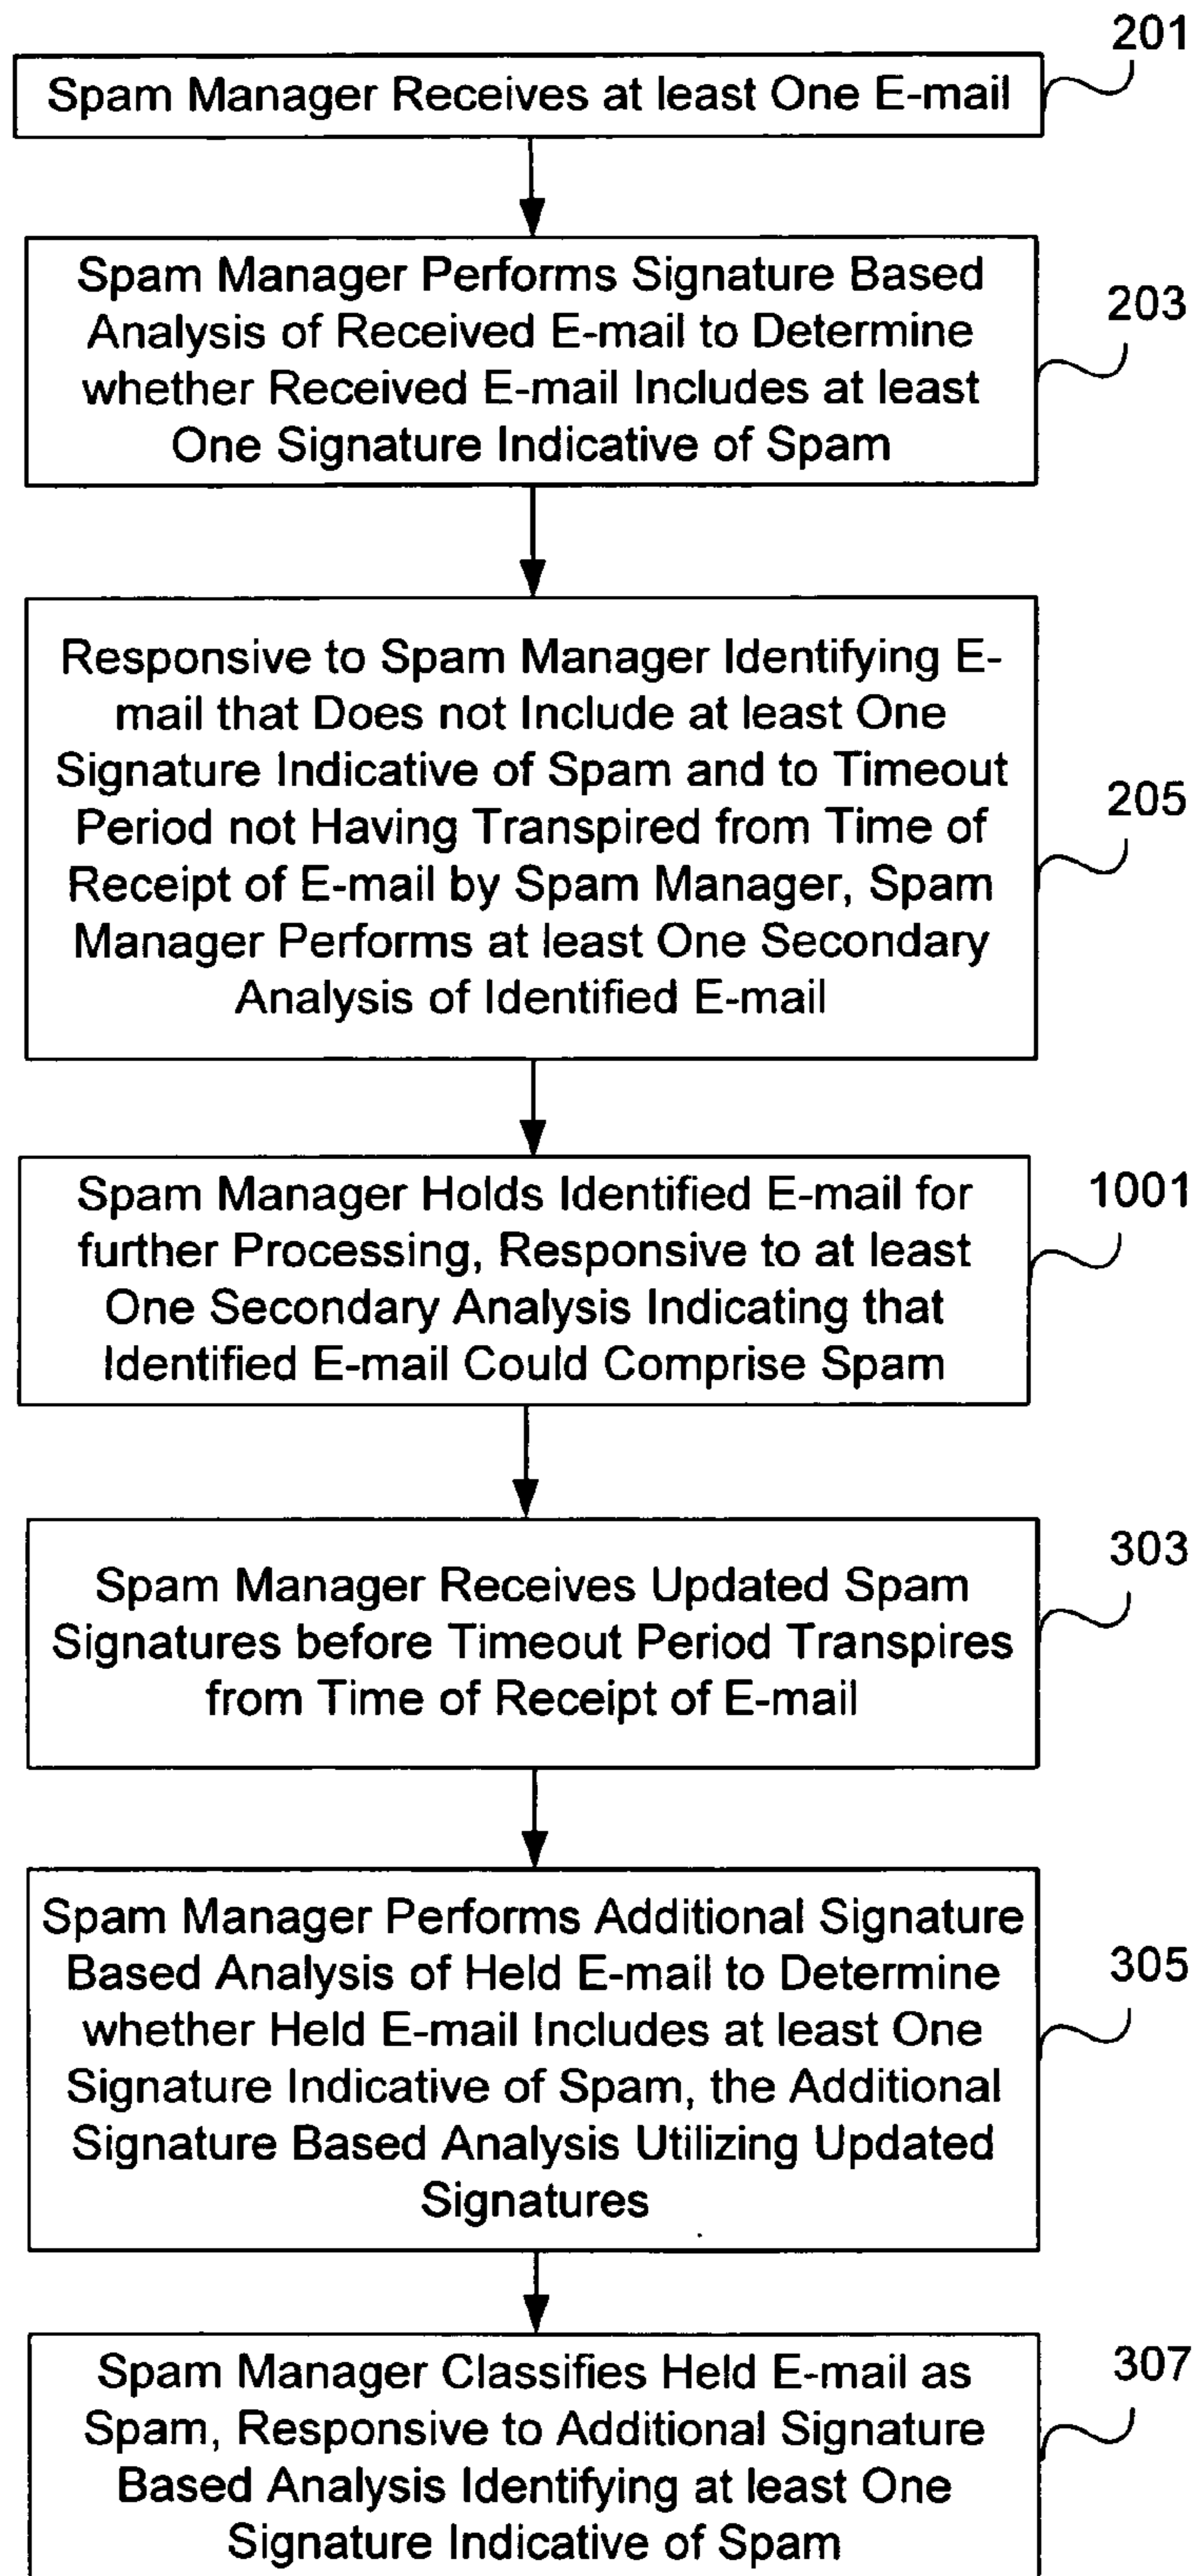 201
Spam Manager Receives at least One E-mail
Spam Manager Performs Signature Based
Analysis of Received E-mail to Determine
whether Received E-mail Includes at least
One Signature Indicative of Spam
203
Responsive to Spam Manager Identifying E-
mail that Does not Include at least One
Signature Indicative of Spam and to Timeout
Period not Having Transpired from Time of
Receipt of E-mail by Spam Manager, Spam
Manager Performs at least One Secondary
Analysis of Identified E-mail
205
Spam Manager Holds Identified E-mail for
further Processing, Responsive to at least
One Secondary Analysis Indicating that
Identified E-mail Could Comprise Spam
1001
Spam Manager Receives Updated Spam
Signatures before Timeout Period Transpires
from Time of Receipt of E-mail
303
Spam Manager Performs Additional Signature
Based Analysis of Held E-mail to Determine
whether Held E-mail Includes at least One
Signature Indicative of Spam, the Additional
Signature Based Analysis Utilizing Updated
Signatures
305
Spam Manager Classifies Held E-mail as
Spam, Responsive to Additional Signature
Based Analysis Identifying at least One
Signature Indicative of Spam
307